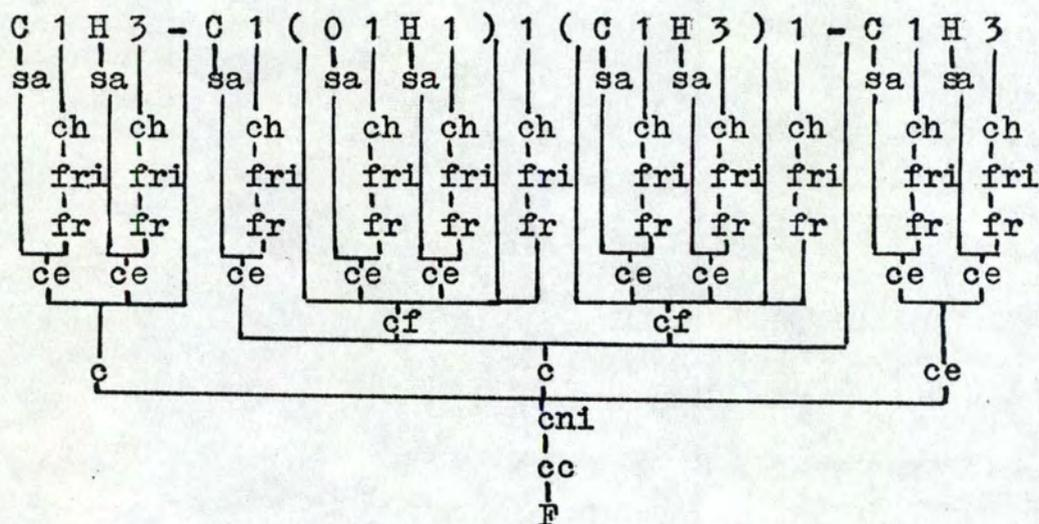 C 1 H 3 - C 1 ( O 1 H 1 ) 1 ( C 1 H 3 ) 1 - C 1 H 3
sa sa sa sa sa sa sa sa sa
ch ch ch ch ch ch ch ch ch ch ch
fri fri fri fri fri fri fri fri fri fri fri
fr fr fr fr fr fr fr fr fr fr fr
ce ce ce ce ce ce ce ce ce
cf cf
c c ce
cni
cc
F